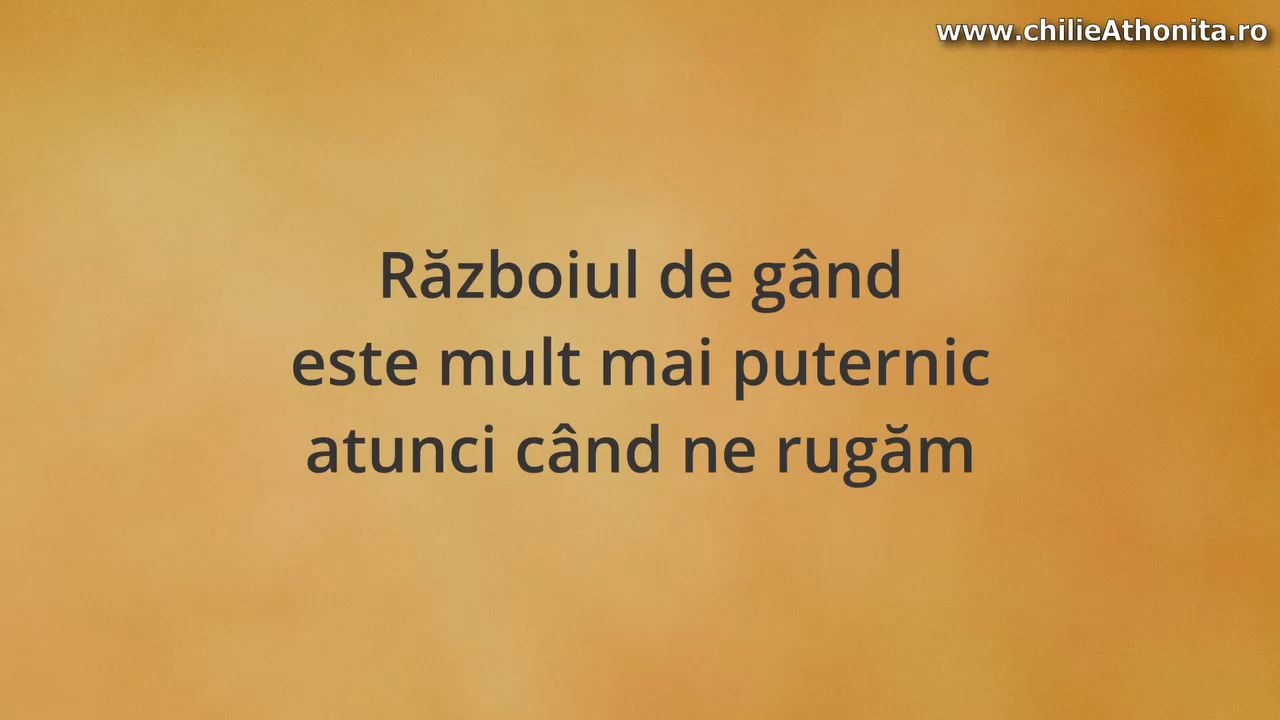 www.chilieAthonita.ro
Războiul de gând
este mult mai puternic
atunci când ne rugăm